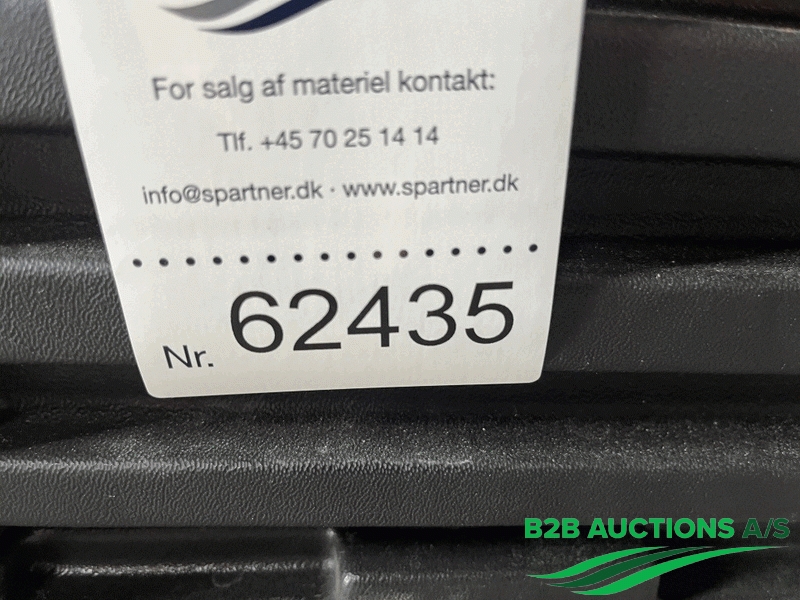 For salg af materiel kontakt:
Tlf. +45 70 25 14 14
info@spartner.dk · www.spartner.dk
Nr. 62435
B2B AUCTIONS A/S